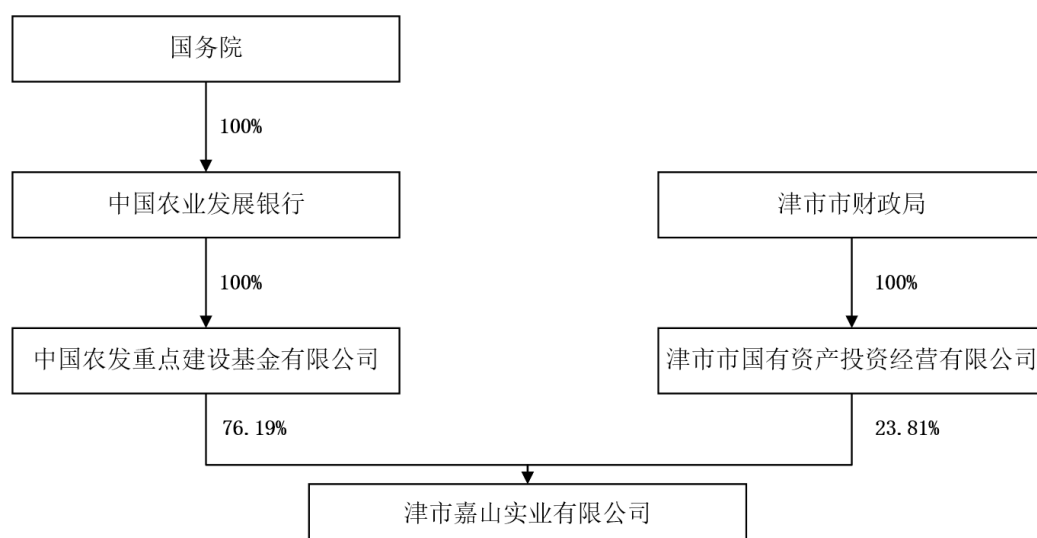 国务院
100%
中国农业发展银行
津市市财政局
100%
100%
中国农发重点建设基金有限公司
津市市国有资产投资经营有限公司
76.19%
23.81%
津市嘉山实业有限公司